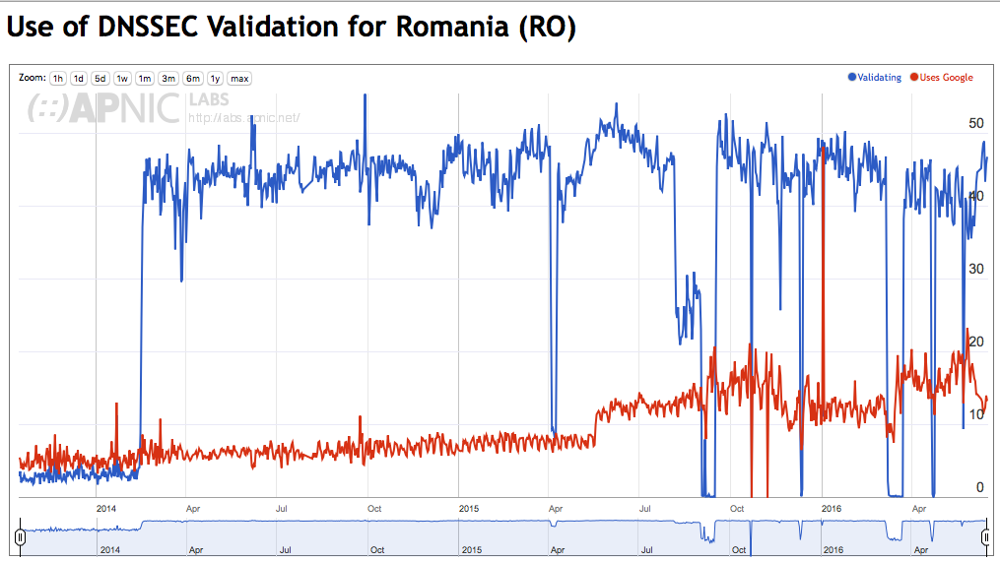 Use of DNSSEC Validation for Romania (RO)
Zoom: 1h 1d 5d 1w 1m 3m 6m 1y max
Validating Uses Google
(::)APNIC LABS
http://labs.apnic.net/
50
40
30
20
10
0
2014 Apr Jul Oct 2015 Apr Jul Oct 2016 Apr
2014 Apr Jul Oct 2015 Apr Jul Oct 2016 Apr